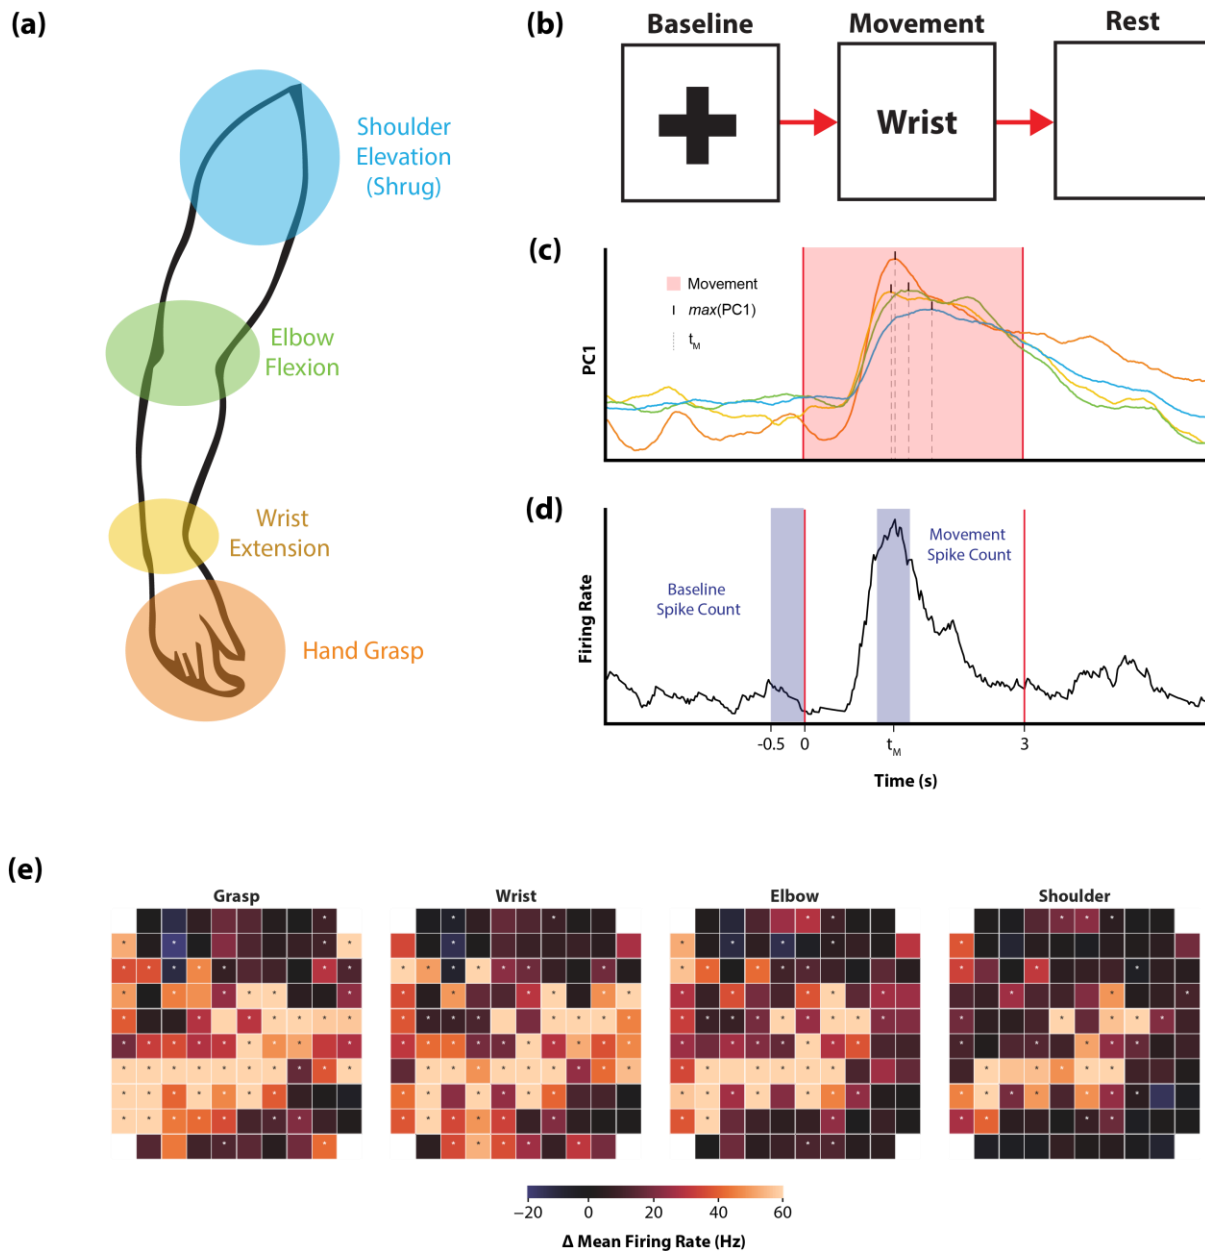 (a)
Shoulder
Elevation
(Shrug)
Elbow
Flexion
Wrist
Extension
Hand Grasp
(b)
Baseline
Movement
Rest
Wrist
(c)
PC1
Movement
max(PC1)
tM
(d)
Firing Rate
Baseline
Spike Count
Movement
Spike Count
-0.5
0
tM
3
Time (s)
(e)
Grasp
Wrist
Elbow
Shoulder
−20
0
20
40
60
Δ Mean Firing Rate (Hz)